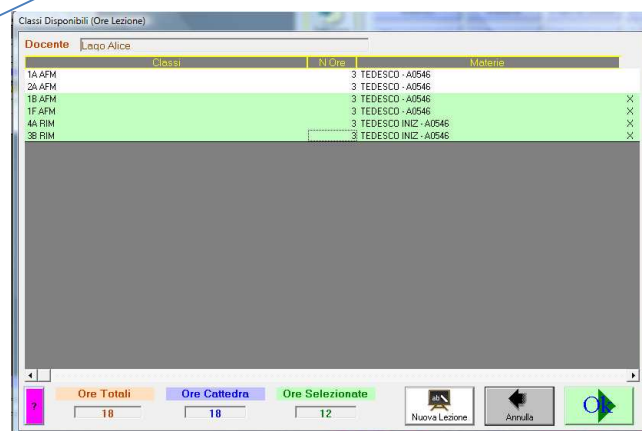 Classi Disponibili (Ore Lezione)
Docente Lago Alice
Classi N Ore Materie
1A AFM 3 TEDESCO - A0546
2A AFM 3 TEDESCO - A0546
1B AFM 3 TEDESCO - A0546 X
1F AFM 3 TEDESCO - A0546 X
4A RIM 3 TEDESCO INIZ - A0546 X
3B RIM 3 TEDESCO INIZ - A0546 X
? Ore Totali Ore Cattedra Ore Selezionate
18 18 12
Nuova Lezione Annulla Ok